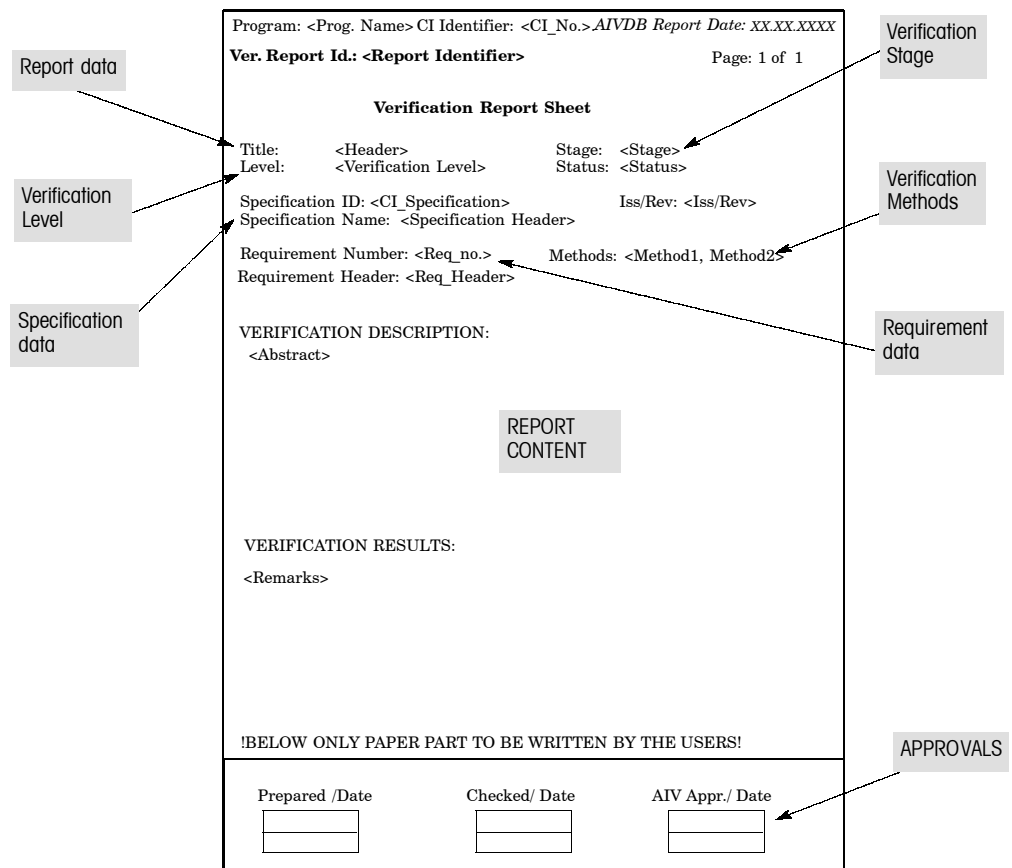 Program: <Prog. Name> CI Identifier: <CI_No.> AIVDB Report Date: XX.XX.XXXX
Verification
Stage
Ver. Report Id.: <Report Identifier> Page: 1 of 1
Report data
Verification Report Sheet
Title: <Header> Stage: <Stage>
Level: <Verification Level> Status: <Status>
Verification
Level
Verification
Methods
Specification ID: <CI_Specification> Iss/Rev: <Iss/Rev>
Specification Name: <Specification Header>
Requirement Number: <Req_no.> Methods: <Method1, Method2>
Requirement Header: <Req_Header>
Specification
data
Requirement
data
VERIFICATION DESCRIPTION:
<Abstract>
REPORT
CONTENT
VERIFICATION RESULTS:
<Remarks>
!BELOW ONLY PAPER PART TO BE WRITTEN BY THE USERS!
APPROVALS
Prepared /Date Checked/ Date AIV Appr./ Date